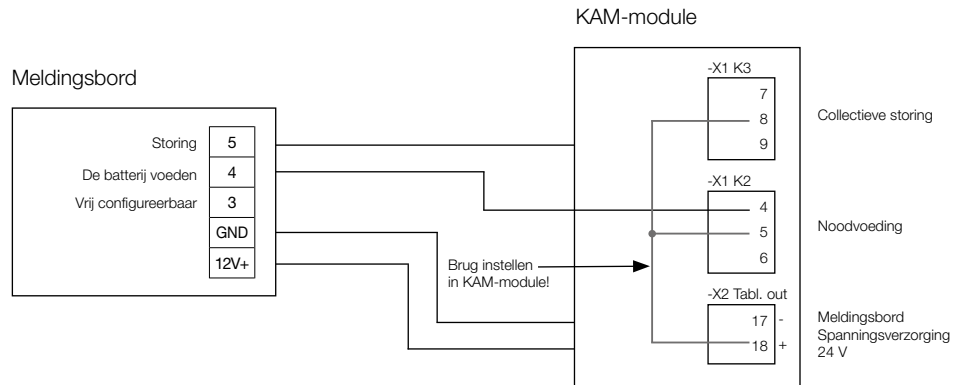 KAM-module
Meldingsbord
-X1 K3
7
8
9
Collectieve storing
Storing 5
De batterij voeden 4
Vrij configureerbaar 3
GND
12V+
-X1 K2
4
5
6
Noodvoeding
Brug instellen
in KAM-module!
-X2 Tabl. out
17 -
18 +
Meldingsbord
Spanningsverzorging
24 V